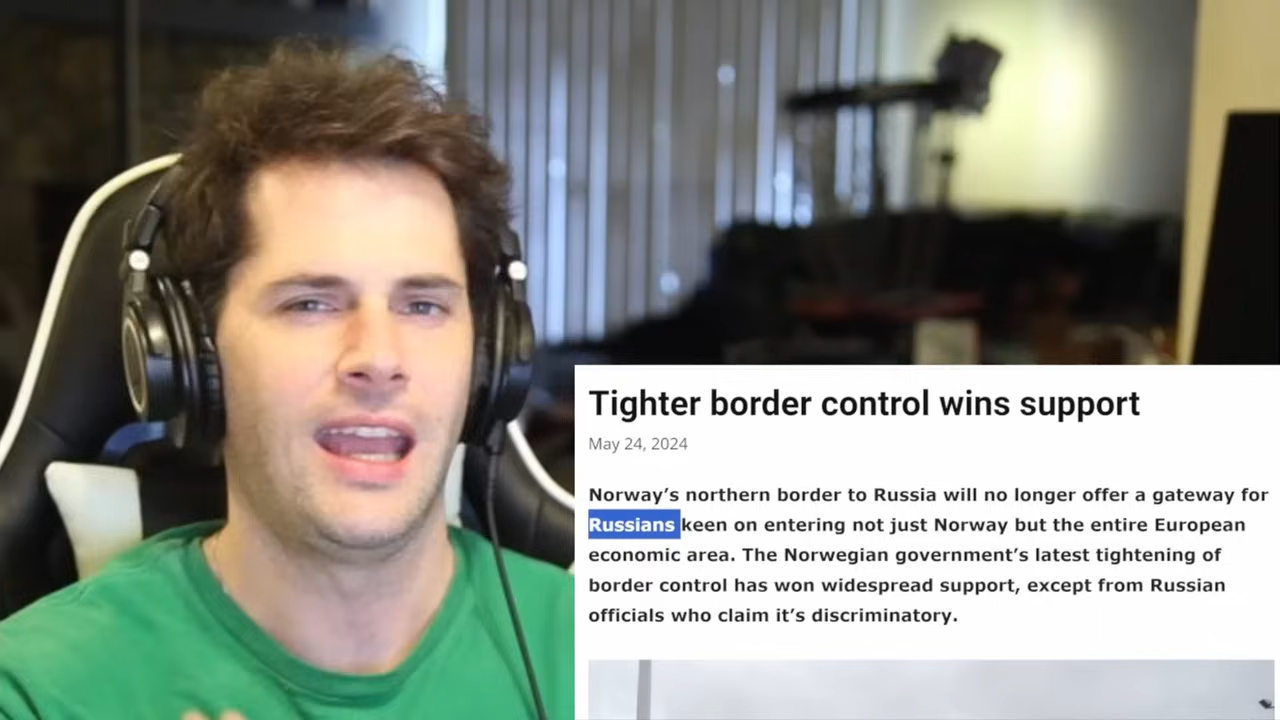 Tighter border control wins support
May 24, 2024
Norway's northern border to Russia will no longer offer a gateway for
Russians keen on entering not just Norway but the entire European
economic area. The Norwegian government's latest tightening of
border control has won widespread support, except from Russian
officials who claim it's discriminatory.